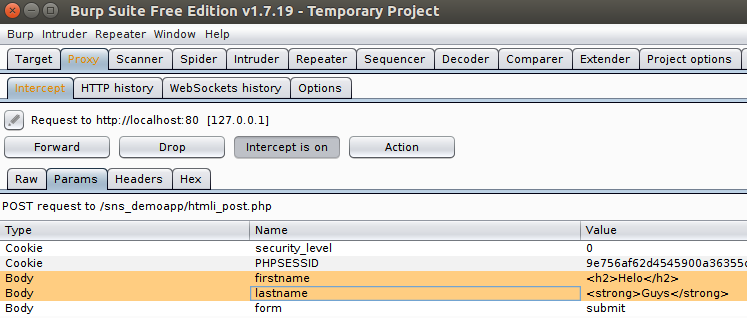 Burp Suite Free Edition v1.7.19 - Temporary Project
Burp Intruder Repeater Window Help
Target Proxy Scanner Spider Intruder Repeater Sequencer Decoder Comparer Extender Project options
Intercept HTTP history WebSockets history Options
Request to http://localhost:80 [127.0.0.1]
Forward Drop Intercept is on Action
Raw Params Headers Hex
POST request to /sns_demoapp/htmli_post.php
Type Name Value
Cookie security_level 0
Cookie PHPSESSID
Body firstname <h2>Helo</h2>
Body lastname <strong>Guys</strong>
Body form submit